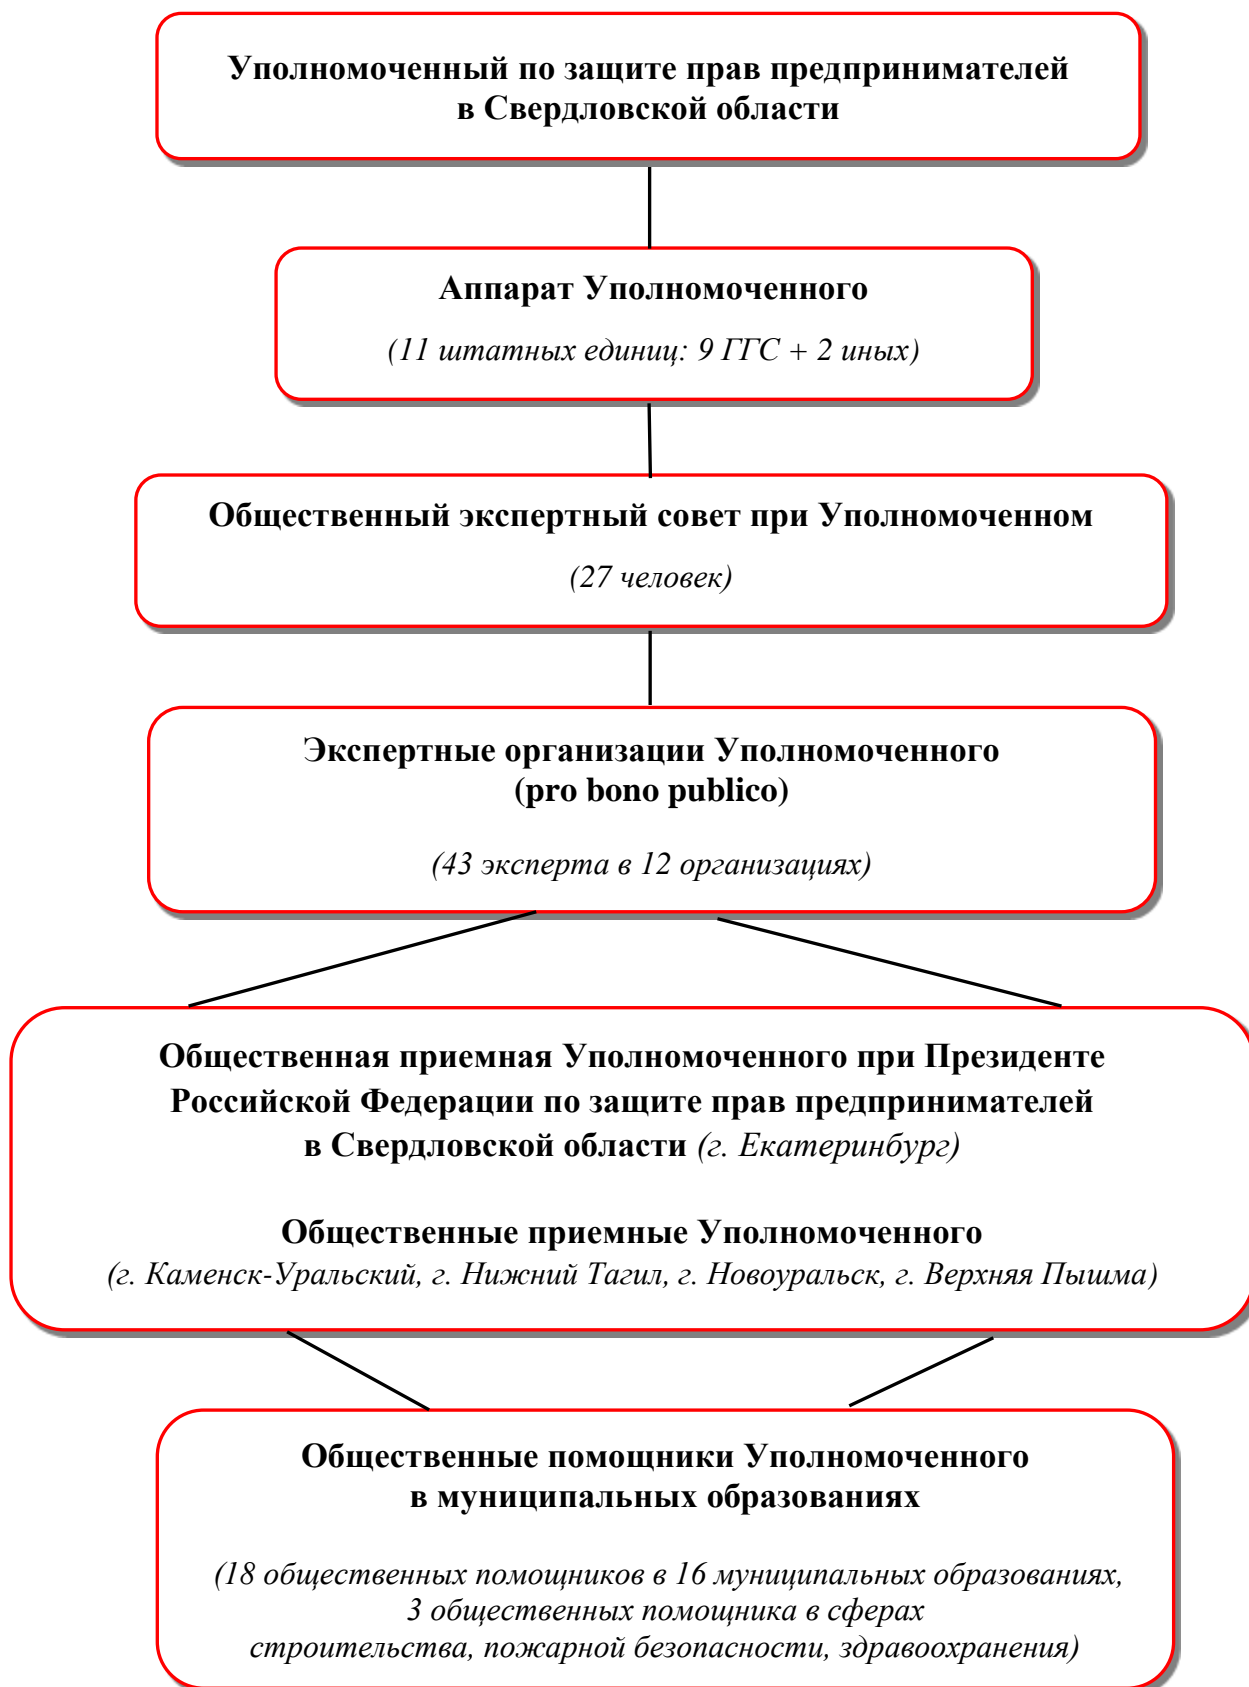 Уполномоченный по защите прав предпринимателей
в Свердловской области
Аппарат Уполномоченного
(11 штатных единиц: 9 ГГС + 2 иных)
Общественный экспертный совет при Уполномоченном
(27 человек)
Экспертные организации Уполномоченного
(pro bono publico)
(43 эксперта в 12 организациях)
Общественная приемная Уполномоченного при Президенте
Российской Федерации по защите прав предпринимателей
в Свердловской области (г. Екатеринбург)
Общественные приемные Уполномоченного
(г. Каменск-Уральский, г. Нижний Тагил, г. Новоуральск, г. Верхняя Пышма)
Общественные помощники Уполномоченного
в муниципальных образованиях
(18 общественных помощников в 16 муниципальных образованиях,
3 общественных помощника в сферах
строительства, пожарной безопасности, здравоохранения)